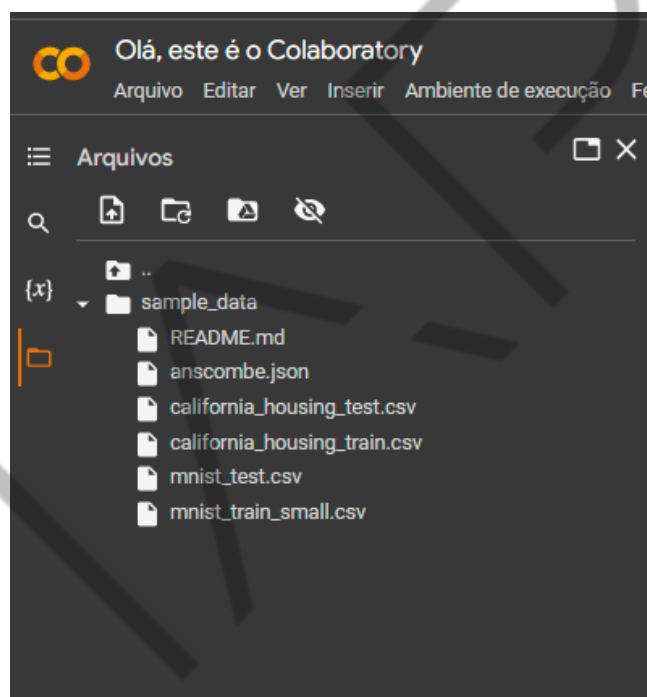 Olá, este é o Colaboratory
Arquivo Editar Ver Inserir Ambiente de execução Fe
Arquivos
{x}
..
sample_data
README.md
anscombe.json
california_housing_test.csv
california_housing_train.csv
mnist_test.csv
mnist_train_small.csv